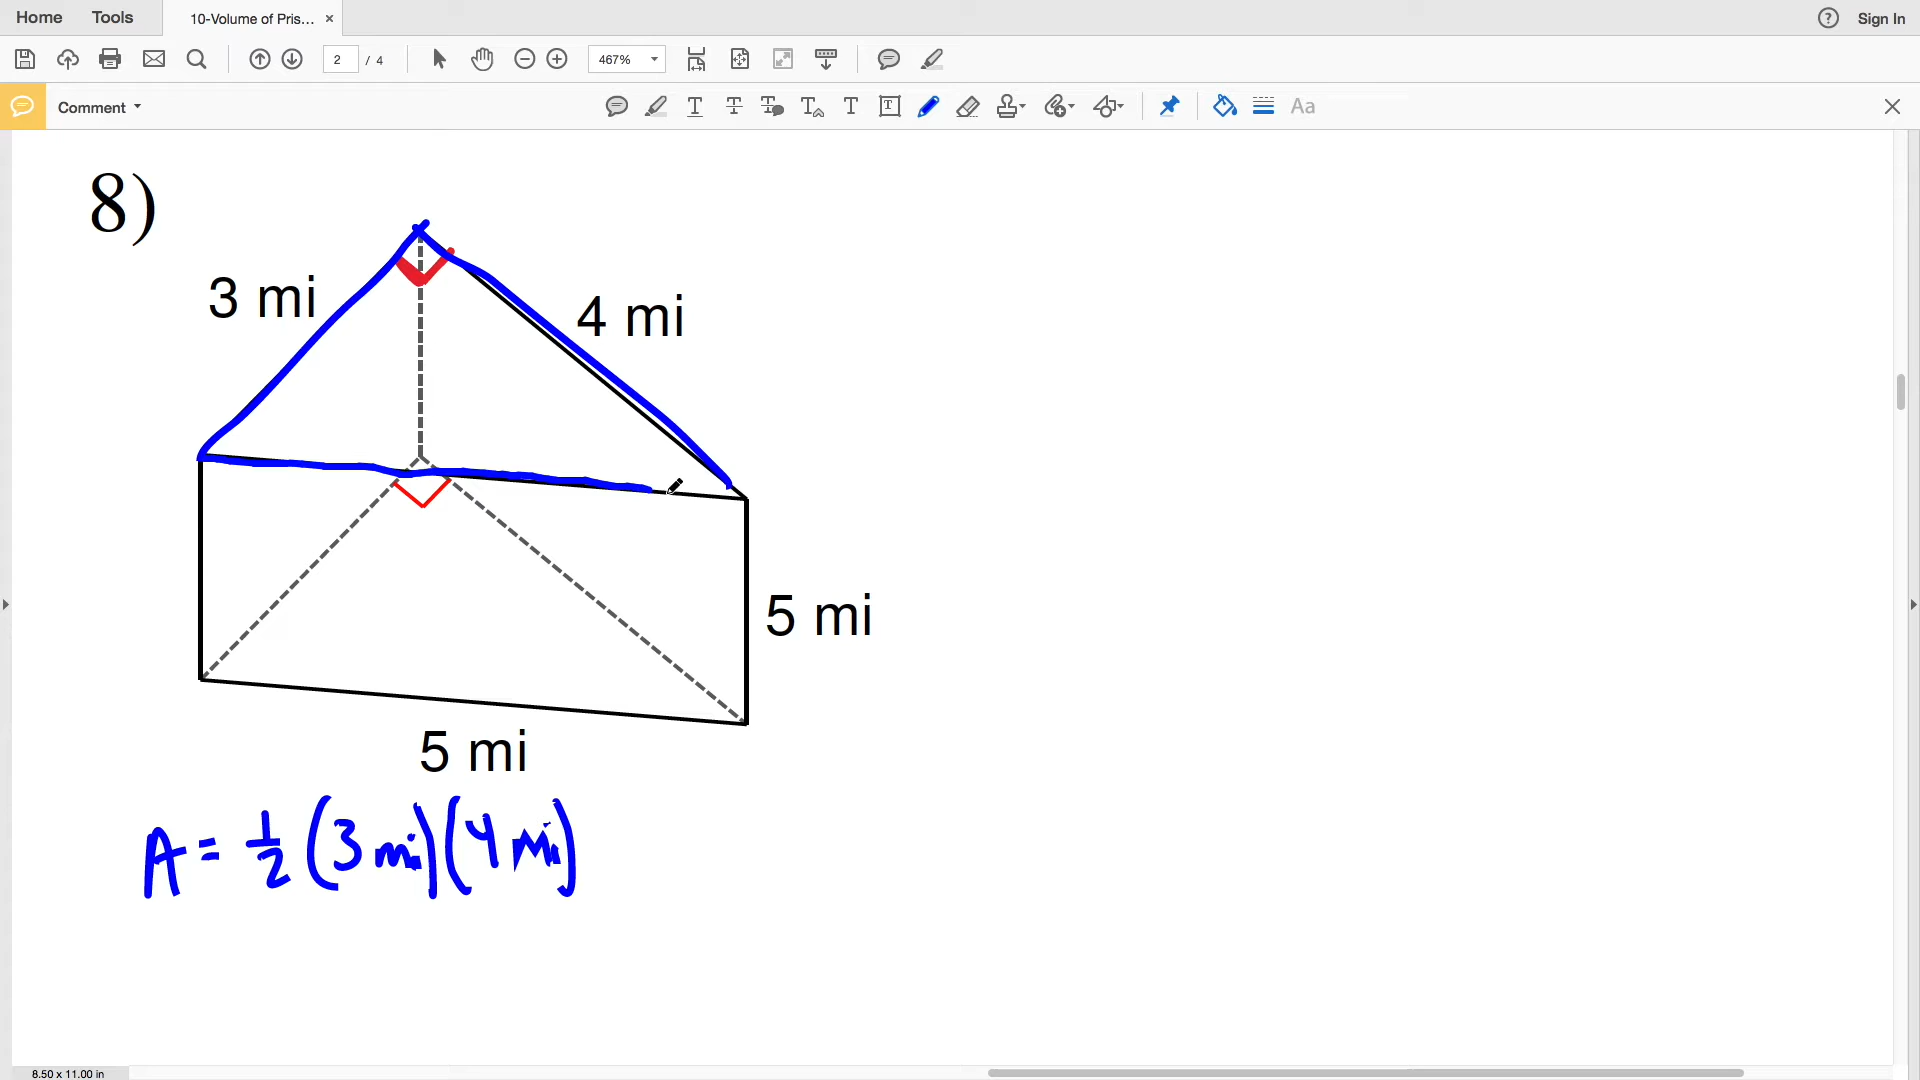 Home Tools 10-Volume of Pris... × ? Sign In
2 / 4 467%
Comment Aa
8)
3 mi
4 mi
5 mi
5 mi
A = 1/2 (3 mi)(4 mi)
8.50 x 11.00 in